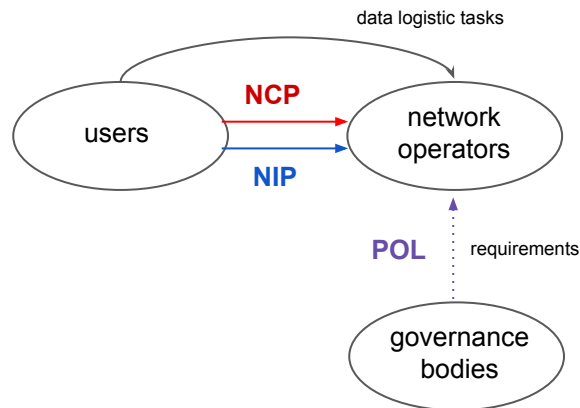 data logistic tasks
NCP
users
network
operators
NIP
POL
requirements
governance
bodies